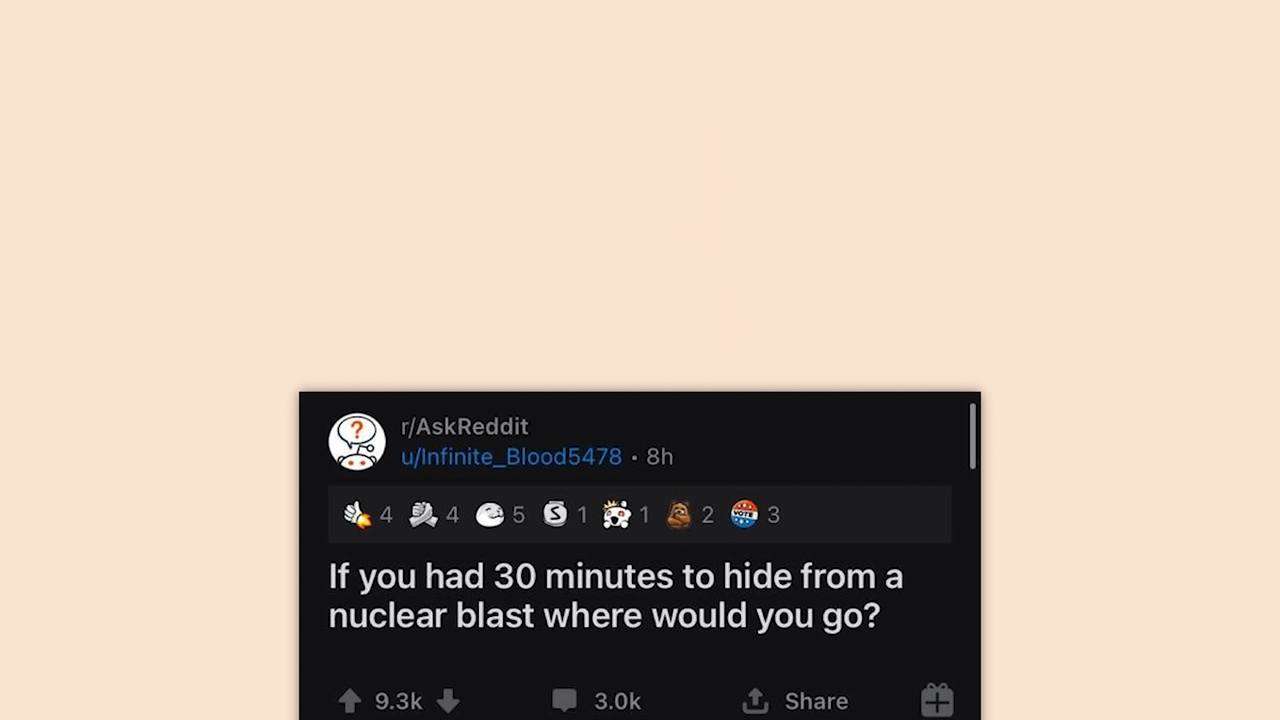 r/AskReddit
u/Infinite_Blood5478 · 8h
4 4 5 S 1 1 2 VOTE 3
If you had 30 minutes to hide from a
nuclear blast where would you go?
9.3k 3.0k Share